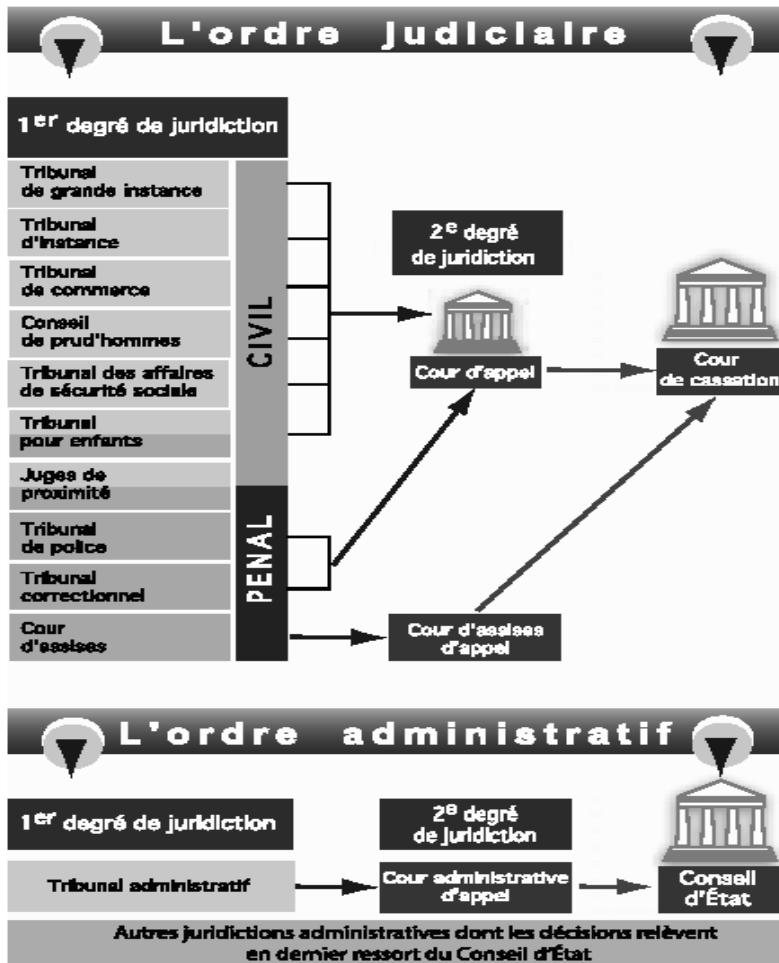 L'ordre judiciaire
1er degré de juridiction
Tribunal
de grande instance
Tribunal
d'instance
Tribunal
de commerce
Conseil
de prud'hommes
Tribunal des affaires
de sécurité sociale
Tribunal
pour enfants
Juges de
proximité
Tribunal
de police
Tribunal
correctionnel
Cour
d'assises
CIVIL
PENAL
2e degré
de juridiction
Cour d'appel
Cour d'assises
d'appel
Cour
de cassation
L'ordre administratif
1er degré de juridiction
2e degré
de juridiction
Tribunal administratif
Cour administrative
d'appel
Conseil
d'État
Autres juridictions administratives dont les décisions relèvent
en dernier ressort du Conseil d'État